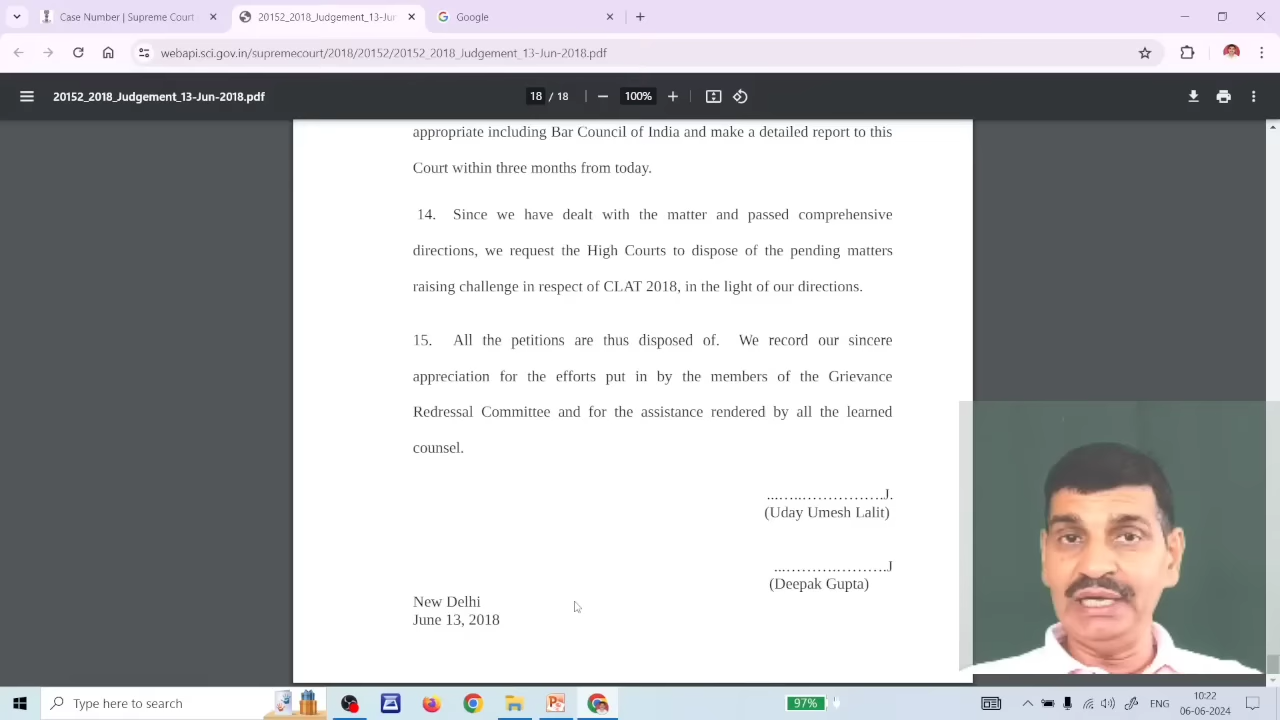 Case Number | Supreme Court
20152_2018_Judgement_13-Jun-
Google
webapi.sci.gov.in/supremecourt/2018/20152/20152_2018_Judgement_13-Jun-2018.pdf
20152_2018_Judgement_13-Jun-2018.pdf
18 / 18
100%
appropriate including Bar Council of India and make a detailed report to this
Court within three months from today.
14. Since we have dealt with the matter and passed comprehensive
directions, we request the High Courts to dispose of the pending matters
raising challenge in respect of CLAT 2018, in the light of our directions.
15. All the petitions are thus disposed of. We record our sincere
appreciation for the efforts put in by the members of the Grievance
Redressal Committee and for the assistance rendered by all the learned
counsel.
...…..…………….J.
(Uday Umesh Lalit)
...……….……….J
(Deepak Gupta)
New Delhi
June 13, 2018
Type here to search
97%
ENG
10:22
06-06-2024